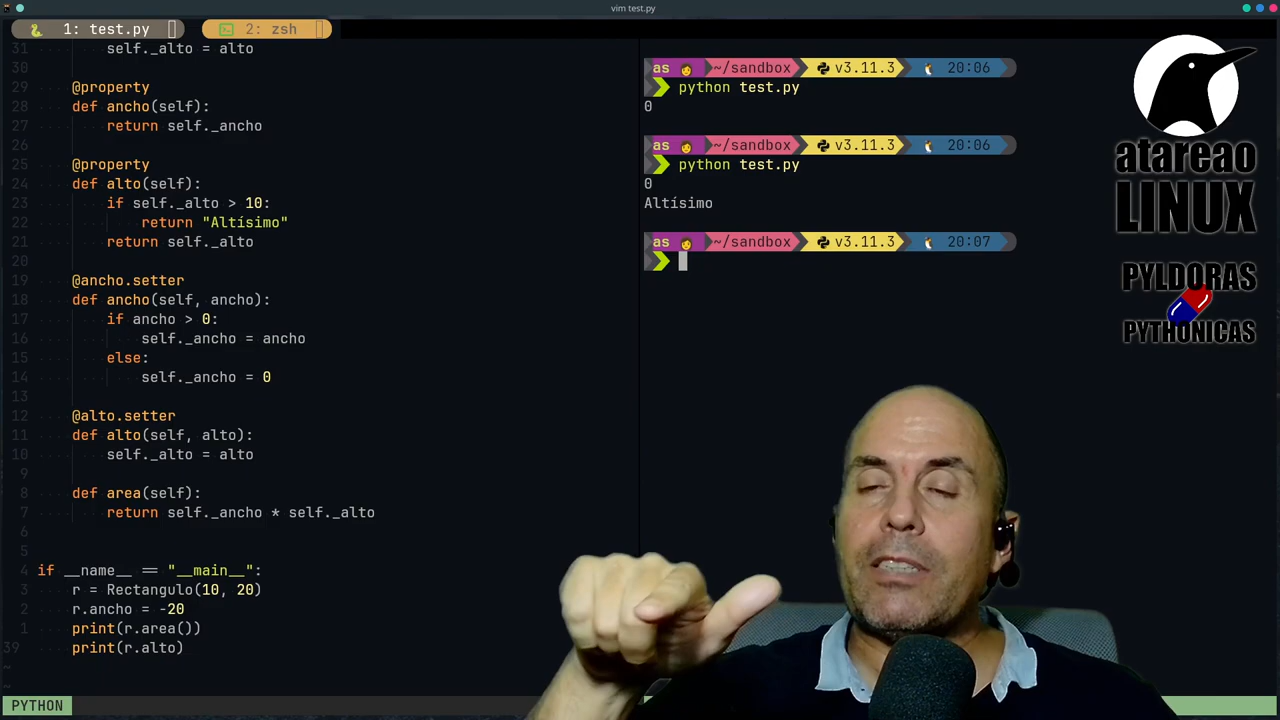 vim test.py
1: test.py
2: zsh
31 self._alto = alto
30
29 @property
28 def ancho(self):
27 return self._ancho
26
25 @property
24 def alto(self):
23 if self._alto > 10:
22 return "Altísimo"
21 return self._alto
20
19 @ancho.setter
18 def ancho(self, ancho):
17 if ancho > 0:
16 self._ancho = ancho
15 else:
14 self._ancho = 0
13
12 @alto.setter
11 def alto(self, alto):
10 self._alto = alto
9
8 def area(self):
7 return self._ancho * self._alto
6
5
4 if __name__ == "__main__":
3 r = Rectangulo(10, 20)
2 r.ancho = -20
1 print(r.area())
39 print(r.alto)
~
~
PYTHON
as ~/sandbox v3.11.3 20:06
python test.py
0
as ~/sandbox v3.11.3 20:06
python test.py
0
Altísimo
as ~/sandbox v3.11.3 20:07
atareao
LINUX
PYLDORAS
PYTHONICAS